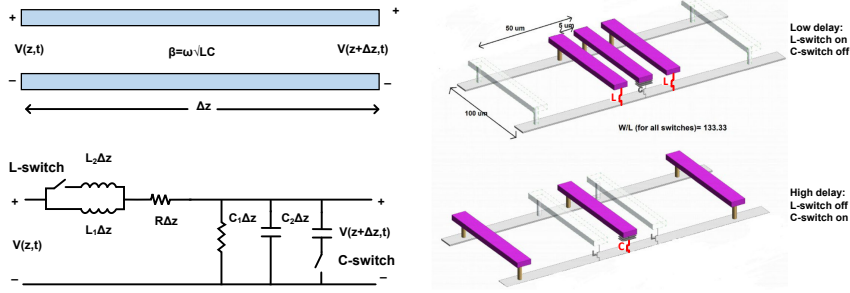 +
+
V(z,t)
β=ω√LC
V(z+Δz,t)
–
–
Δz
L-switch
L₂Δz
+
+
L₁Δz
RΔz
C₁Δz
C₂Δz
V(z,t)
V(z+Δz,t)
C-switch
–
–
50 um
5 um
100 um
L
C
L
W/L (for all switches)= 133.33
Low delay:
L-switch on
C-switch off
L
C
L
High delay:
L-switch off
C-switch on